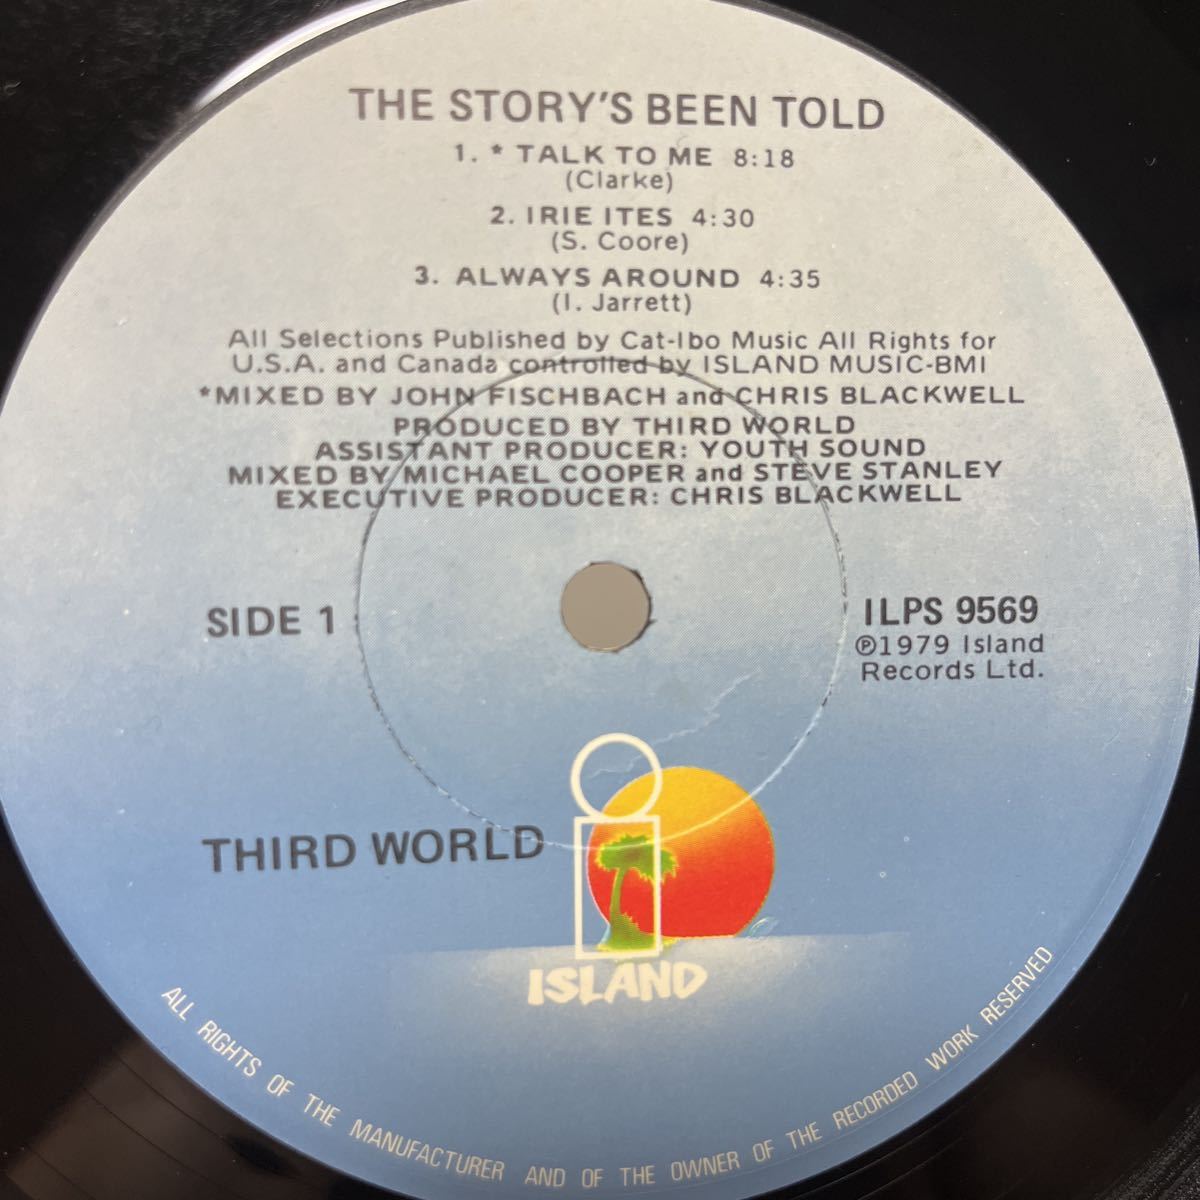 THE STORY'S BEEN TOLD
1. * TALK TO ME 8:18
(Clarke)
2. IRIE ITES 4:30
(S. Coore)
3. ALWAYS AROUND 4:35
(I. Jarrett)
All Selections Published by Cat-Ibo Music All Rights for
U.S.A. and Canada controlled by ISLAND MUSIC-BMI
*MIXED BY JOHN FISCHBACH and CHRIS BLACKWELL
PRODUCED BY THIRD WORLD
ASSISTANT PRODUCER: YOUTH SOUND
MIXED BY MICHAEL COOPER and STEVE STANLEY
EXECUTIVE PRODUCER: CHRIS BLACKWELL
SIDE 1
ILPS 9569
℗1979 Island
Records Ltd.
THIRD WORLD
i
ISLAND
ALL RIGHTS OF THE MANUFACTURER AND OF THE OWNER OF THE RECORDED WORK RESERVED